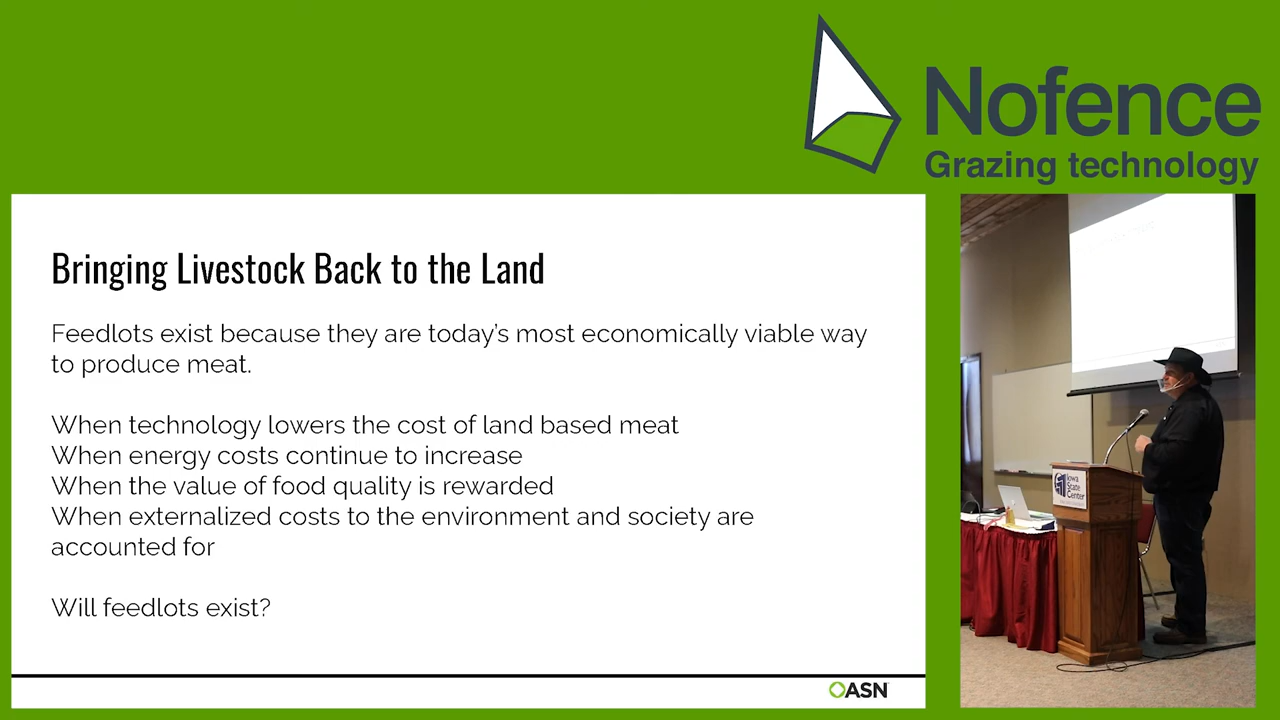 Nofence
Grazing technology
Bringing Livestock Back to the Land
Feedlots exist because they are today's most economically viable way
to produce meat.
When technology lowers the cost of land based meat
When energy costs continue to increase
When the value of food quality is rewarded
When externalized costs to the environment and society are
accounted for
Will feedlots exist?
ASN
Iowa
State
Center